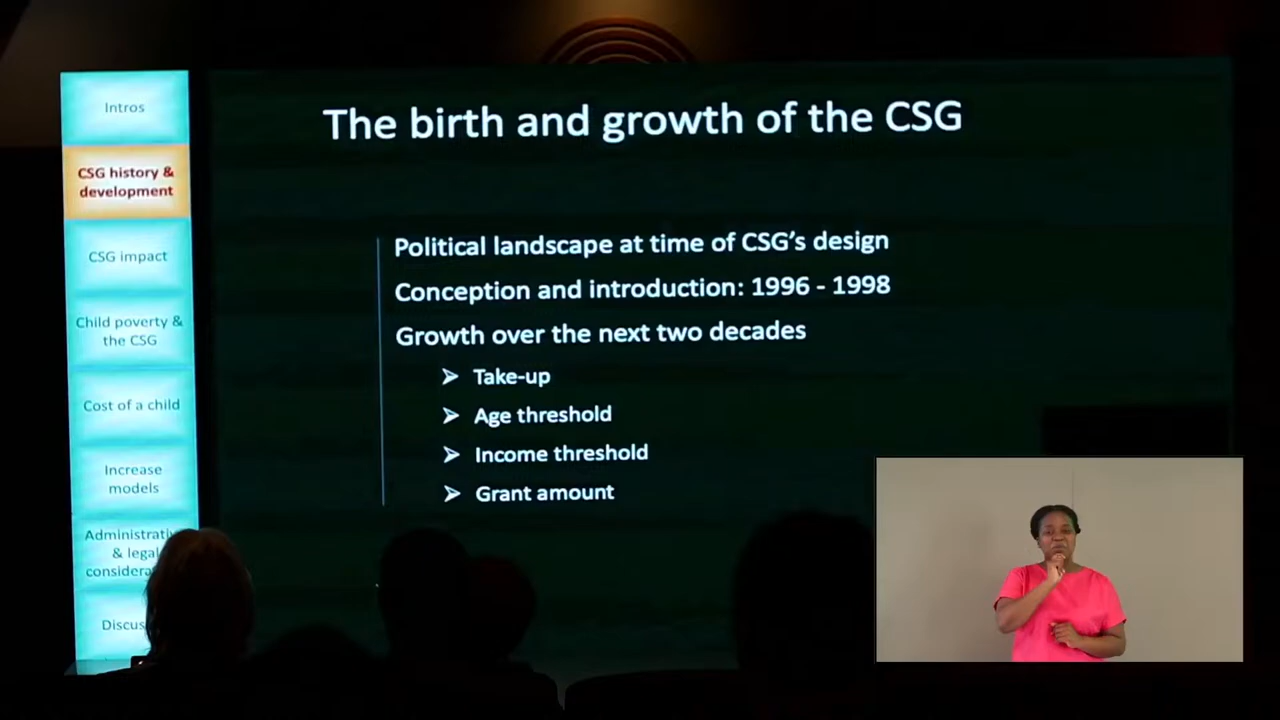 Intros
CSG history &
development
CSG impact
Child poverty &
the CSG
Cost of a child
Increase
models
& legal
The birth and growth of the CSG
Political landscape at time of CSG's design
Conception and introduction: 1996 - 1998
Growth over the next two decades
➢ Take-up
➢ Age threshold
➢ Income threshold
➢ Grant amount